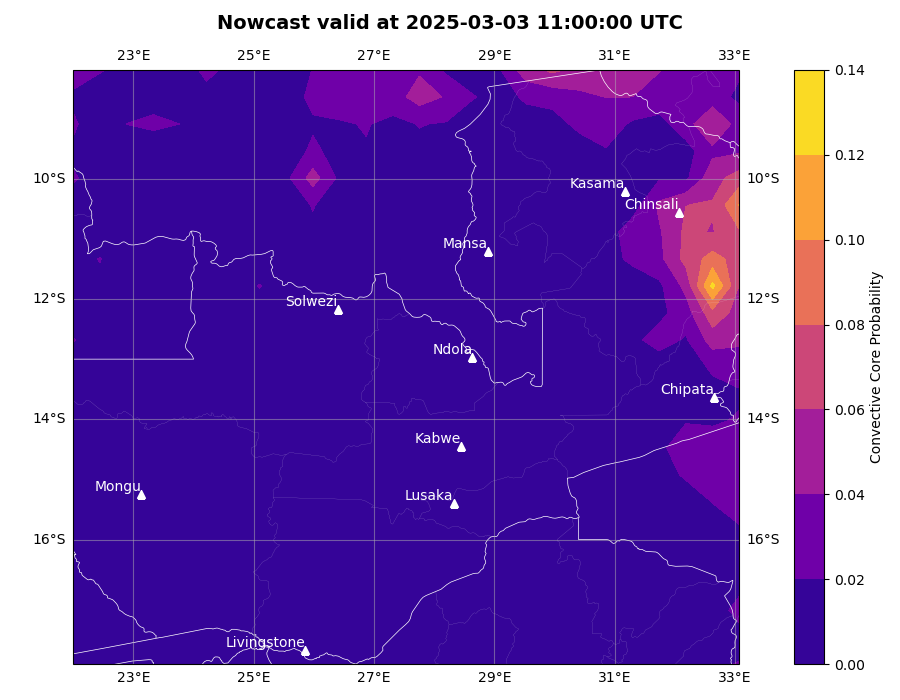 Nowcast valid at 2025-03-03 11:00:00 UTC
23°E 25°E 27°E 29°E 31°E 33°E
0.14
0.12
10°S 10°S
Kasama
Chinsali
0.10
Mansa
12°S 12°S
Solwezi
0.08
Ndola
Chipata
0.06
14°S 14°S
Kabwe
Mongu
Lusaka
0.04
16°S 16°S
0.02
Livingstone
0.00
23°E 25°E 27°E 29°E 31°E 33°E
Convective Core Probability